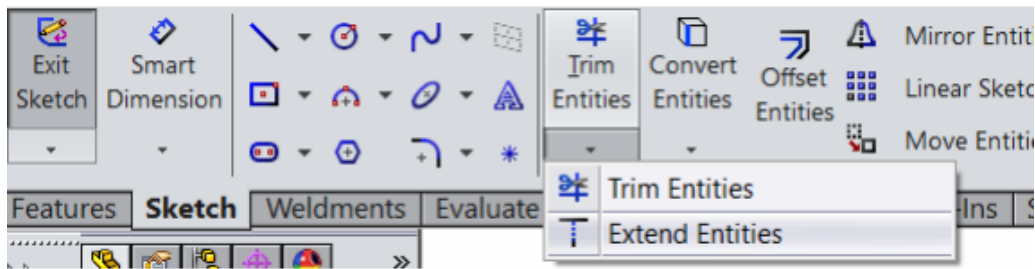 Exit Sketch
Smart Dimension
Trim Entities
Convert Entities
Offset Entities
Mirror Entit
Linear Sketc
Move Entitie
Trim Entities
Extend Entities
Features Sketch Weldments Evaluate -Ins S
»